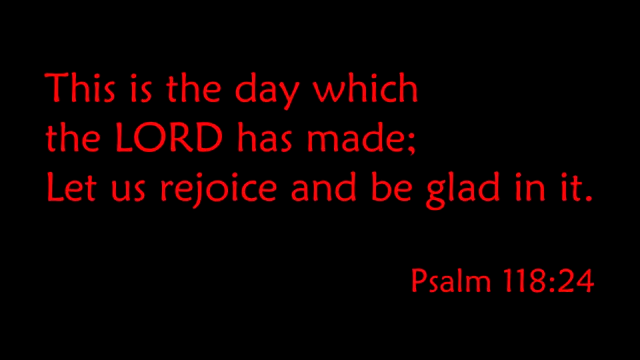 This is the day which
the LORD has made;
Let us rejoice and be glad in it.
Psalm 118:24